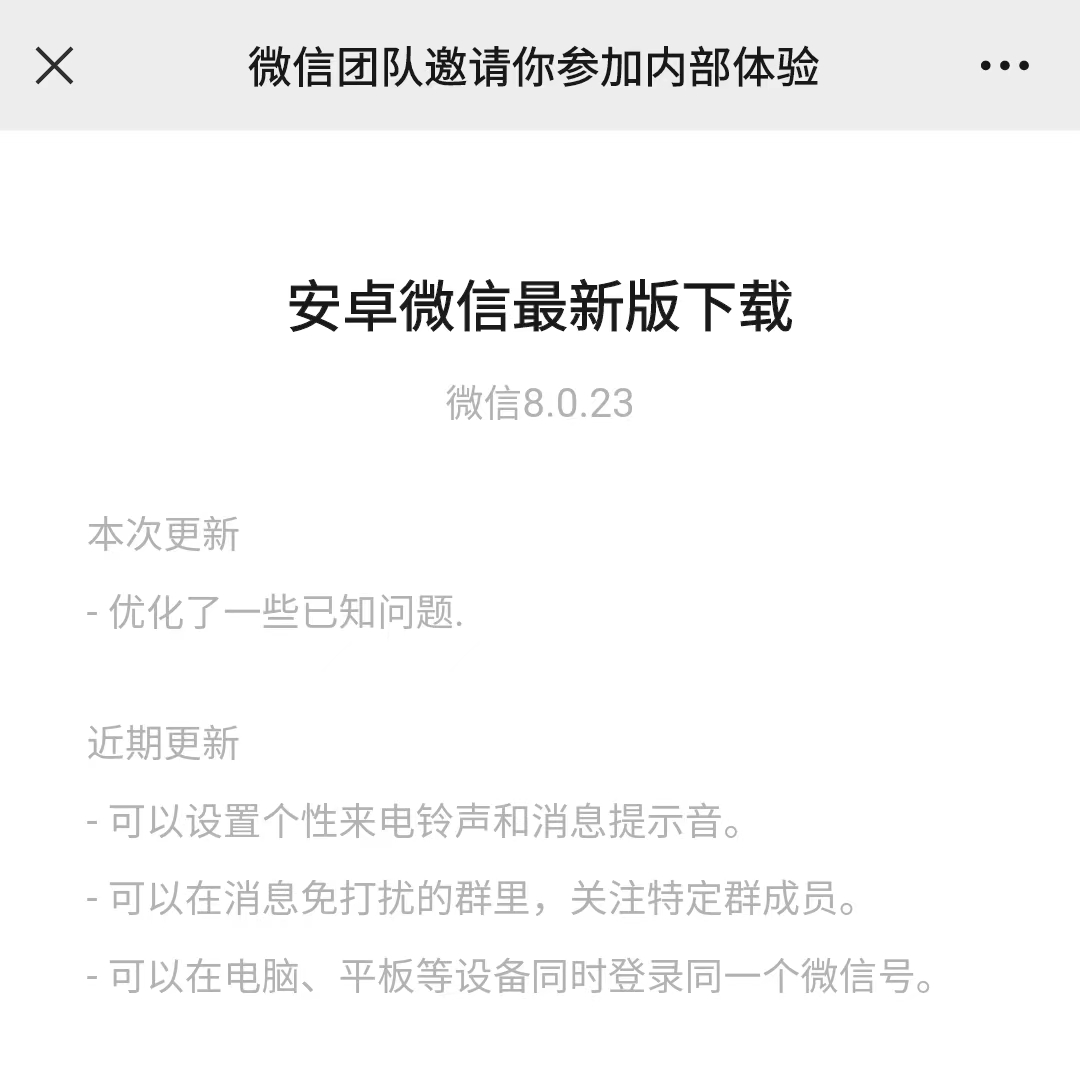 微信团队邀请你参加内部体验
安卓微信最新版下载
微信8.0.23
本次更新
- 优化了一些已知问题.
近期更新
- 可以设置个性来电铃声和消息提示音。
- 可以在消息免打扰的群里，关注特定群成员。
- 可以在电脑、平板等设备同时登录同一个微信号。